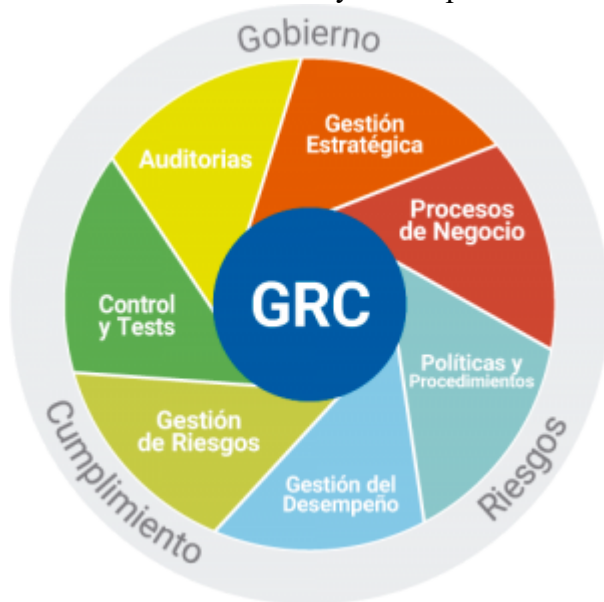 Gobierno
Gestión
Estratégica
Procesos
de Negocio
Políticas y
Procedimientos
Riesgos
Gestión del
Desempeño
Cumplimiento
Gestión
de Riesgos
Control
y Tests
Auditorias
GRC